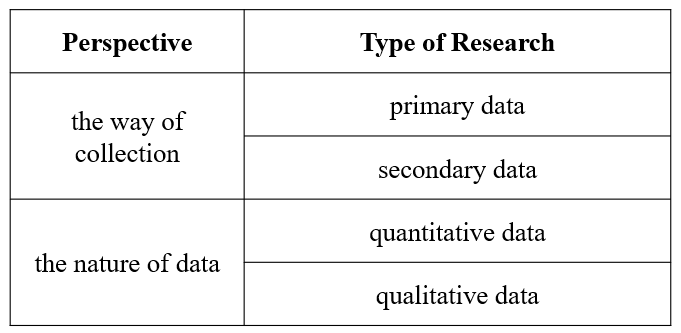 Perspective Type of Research
the way of
collection
primary data
secondary data
the nature of data
quantitative data
qualitative data